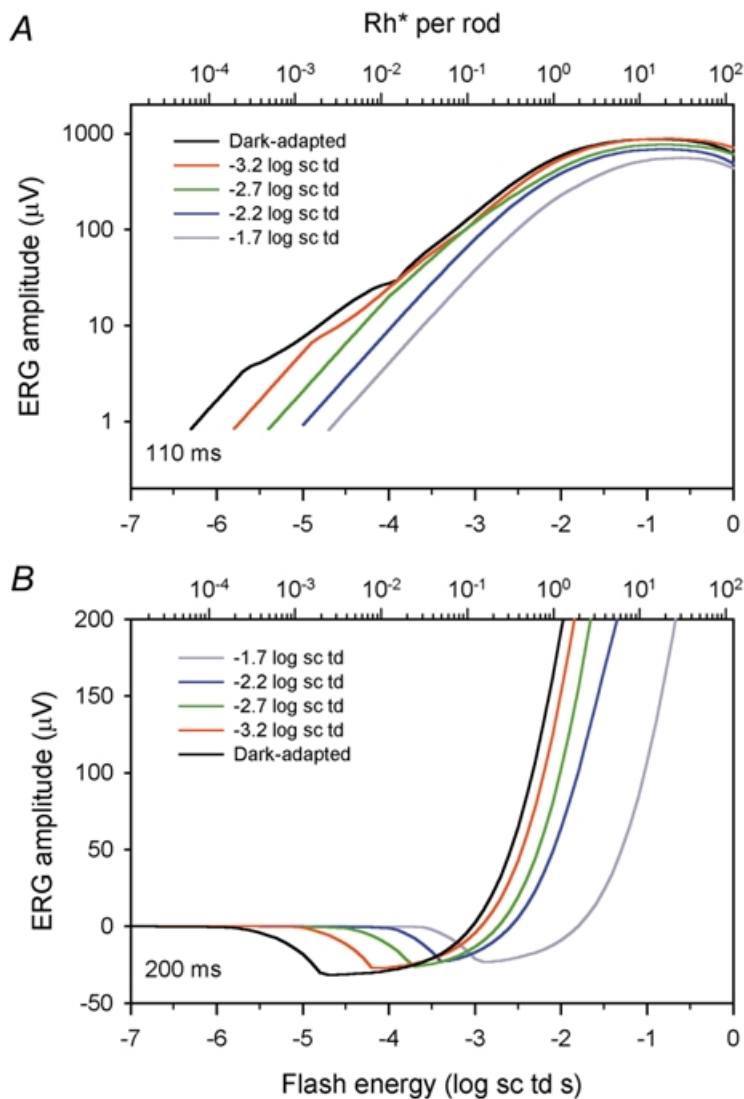 A
Rh* per rod
10⁻⁴ 10⁻³ 10⁻² 10⁻¹ 10⁰ 10¹ 10²
ERG amplitude (μV)
1000
100
10
1
Dark-adapted
-3.2 log sc td
-2.7 log sc td
-2.2 log sc td
-1.7 log sc td
110 ms
-7 -6 -5 -4 -3 -2 -1 0
B
10⁻⁴ 10⁻³ 10⁻² 10⁻¹ 10⁰ 10¹ 10²
ERG amplitude (μV)
200
150
100
50
0
-50
-1.7 log sc td
-2.2 log sc td
-2.7 log sc td
-3.2 log sc td
Dark-adapted
200 ms
-7 -6 -5 -4 -3 -2 -1 0
Flash energy (log sc td s)